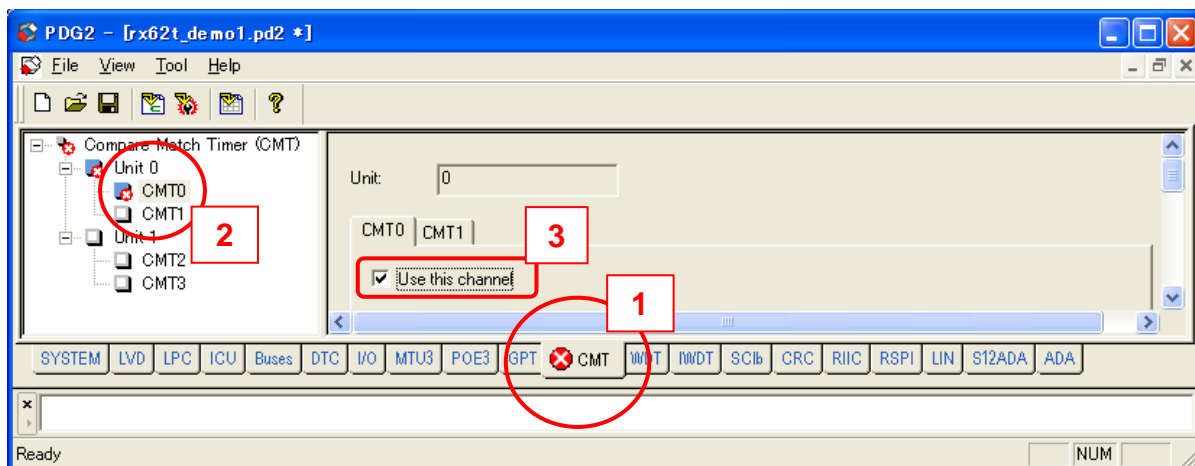 PDG2 - [rx62t_demo1.pd2 *]
File View Tool Help
Compare Match Timer (CMT)
Unit 0
CMT0
CMT1
2
Unit 1
CMT2
CMT3
Unit: 0
CMT0 CMT1
3
Use this channel
1
SYSTEM LVD LPC ICU Buses DTC I/O MTU3 POE3 GPT CMT WDT IWDT SCIb CRC RIIC RSPI LIN S12ADA ADA
Ready NUM